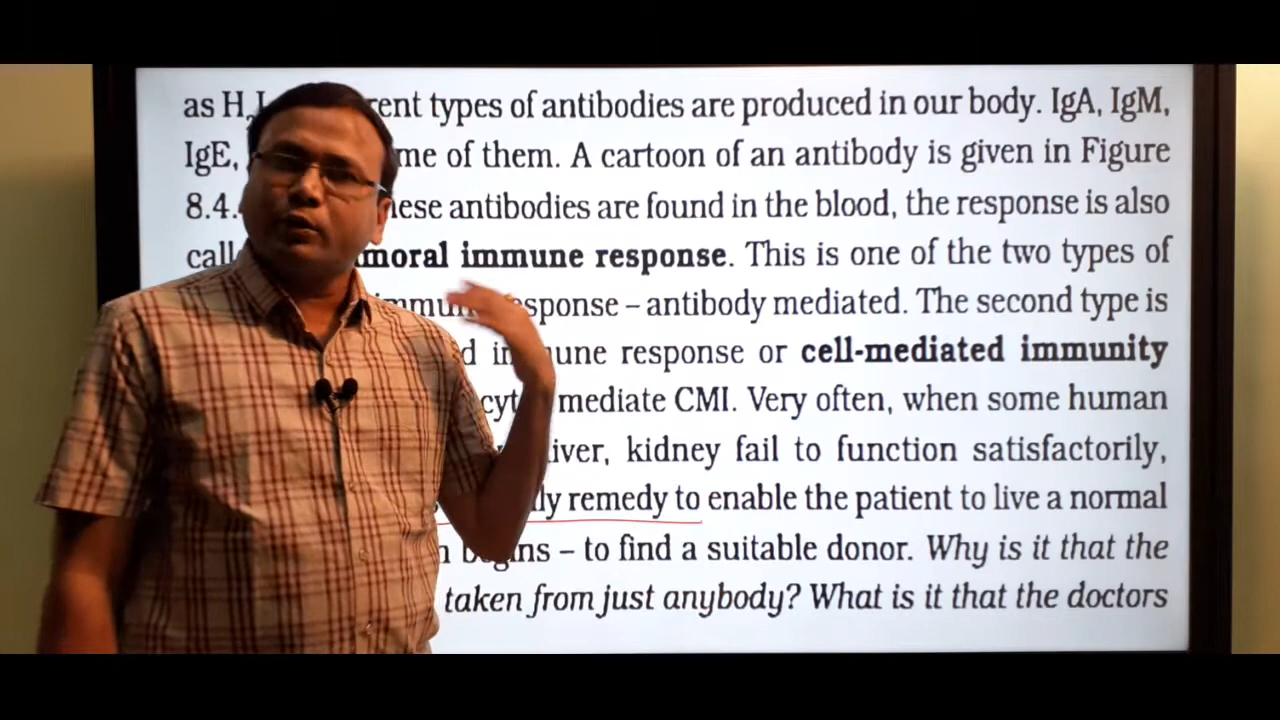 as H rent types of antibodies are produced in our body. IgA, IgM,
IgE, me of them. A cartoon of an antibody is given in Figure
8.4. hese antibodies are found in the blood, the response is also
call moral immune response. This is one of the two types of
immun sponse – antibody mediated. The second type is
d im une response or cell-mediated immunity
cyt mediate CMI. Very often, when some human
iver, kidney fail to function satisfactorily,
ly remedy to enable the patient to live a normal
n begins – to find a suitable donor. Why is it that the
taken from just anybody? What is it that the doctors